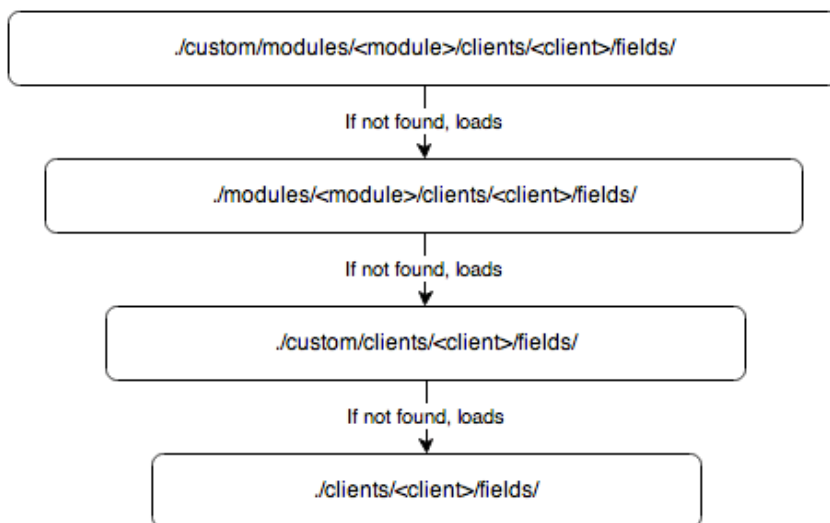 ./custom/modules/<module>/clients/<client>/fields/
If not found, loads
./modules/<module>/clients/<client>/fields/
If not found, loads
./custom/clients/<client>/fields/
If not found, loads
./clients/<client>/fields/